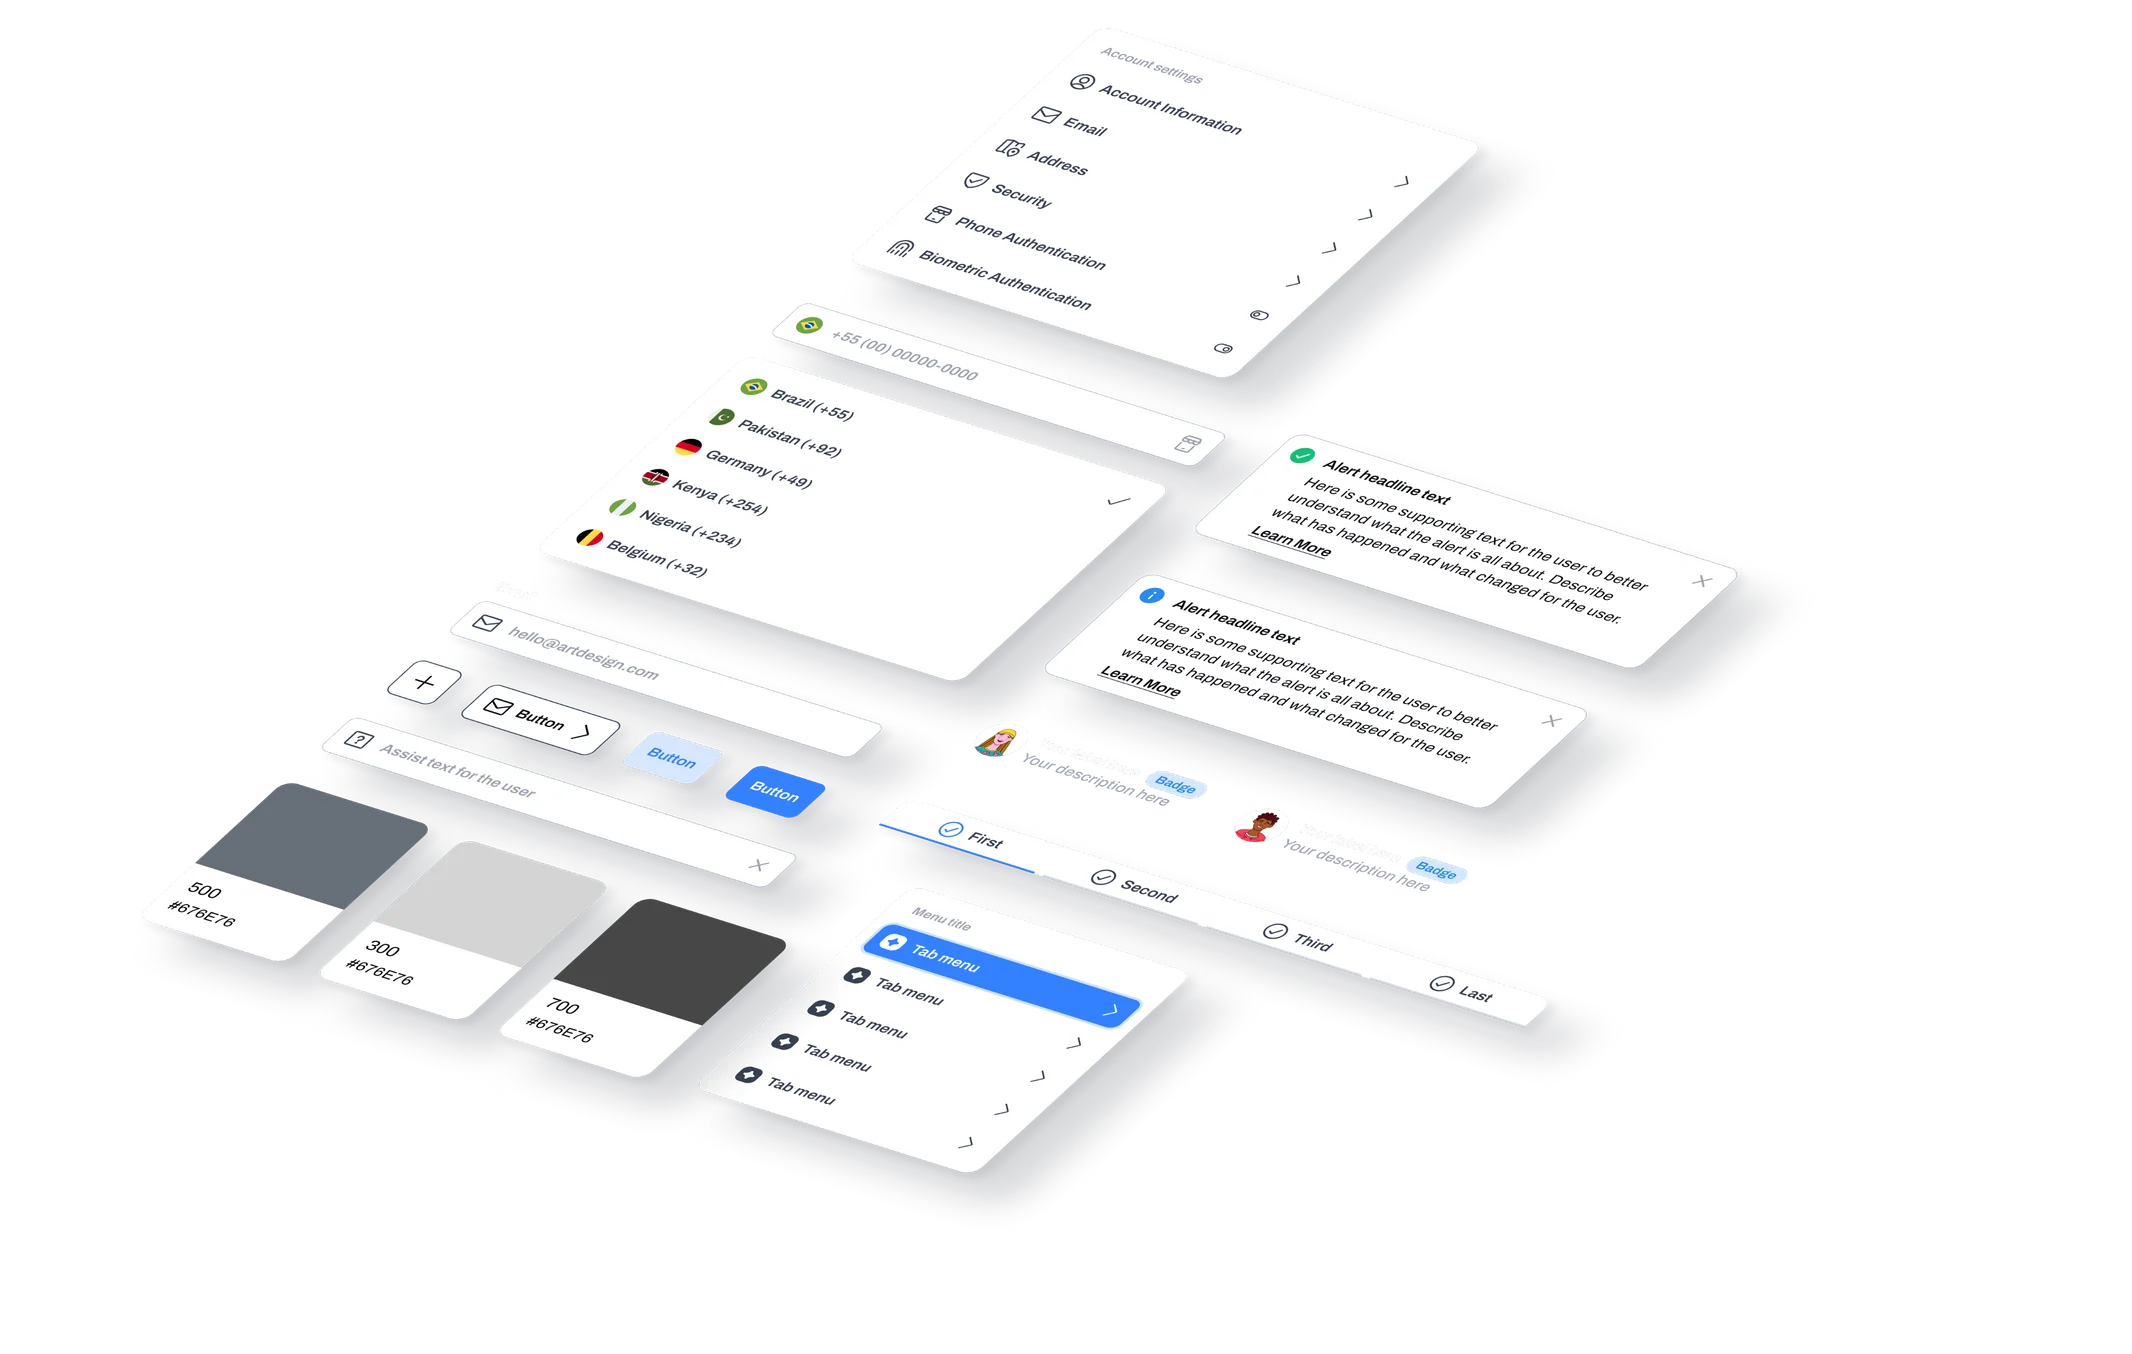 Account settings
Account Information
Email
Address
Security
Phone Authentication
Biometric Authentication
+55 (00) 00000-0000
Brazil (+55)
Pakistan (+92)
Germany (+49)
Kenya (+254)
Nigeria (+234)
Belgium (+32)
Alert headline text
Here is some supporting text for the user to better
understand what the alert is all about. Describe
what has happened and what changed for the user.
Learn More
Alert headline text
Here is some supporting text for the user to better
understand what the alert is all about. Describe
what has happened and what changed for the user.
Learn More
hello@artdesign.com
Button
Button
Button
Assist text for the user
Badge
Your description here
Badge
Your description here
First
Second
Third
Last
500
#676E76
300
#676E76
700
#676E76
Menu title
Tab menu
Tab menu
Tab menu
Tab menu
Tab menu